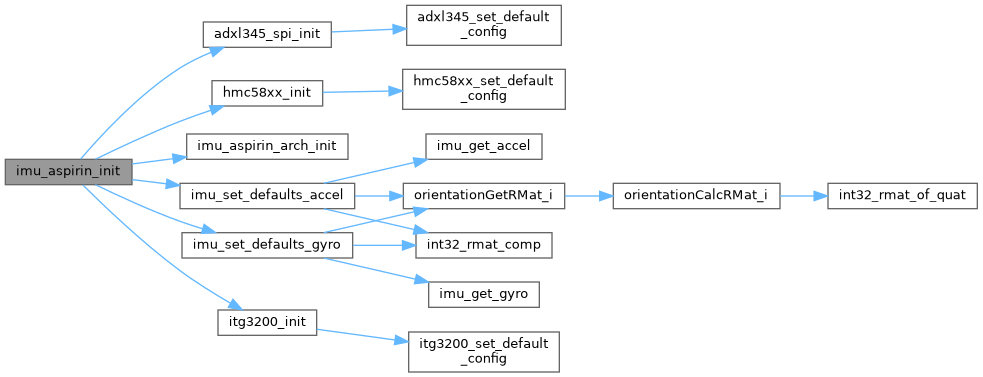 adxl345_spi_init
adxl345_set_default
_config
hmc58xx_init
hmc58xx_set_default
_config
imu_aspirin_arch_init
imu_get_accel
imu_aspirin_init
imu_set_defaults_accel
orientationGetRMat_i
orientationCalcRMat_i
int32_rmat_of_quat
imu_set_defaults_gyro
int32_rmat_comp
imu_get_gyro
itg3200_init
itg3200_set_default
_config